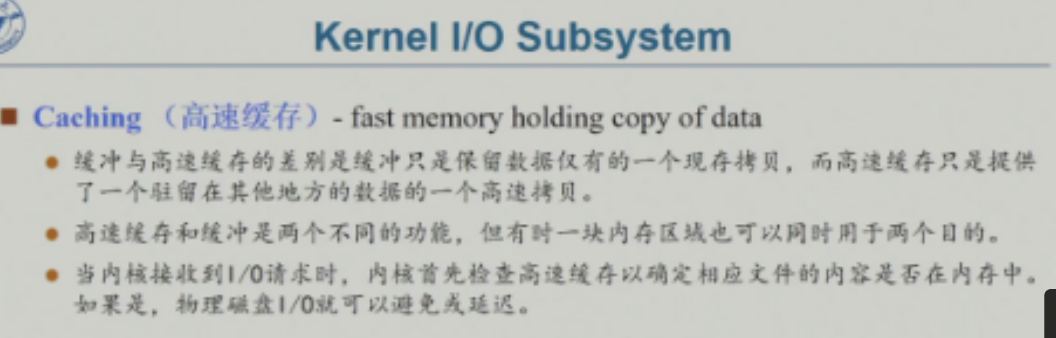 Kernel I/O Subsystem
Caching （高速缓存）- fast memory holding copy of data
缓冲与高速缓存的差别是缓冲只是保留数据仅有的一个现存拷贝，而高速缓存只是提供
了一个驻留在其他地方的数据的一个高速拷贝。
高速缓存和缓冲是两个不同的功能，但有时一块内存区域也可以同时用于两个目的。
当内核接收到I/O请求时，内核首先检查高速缓存以确定相应文件的内容是否在内存中。
如果是，物理磁盘I/O就可以避免或延迟。